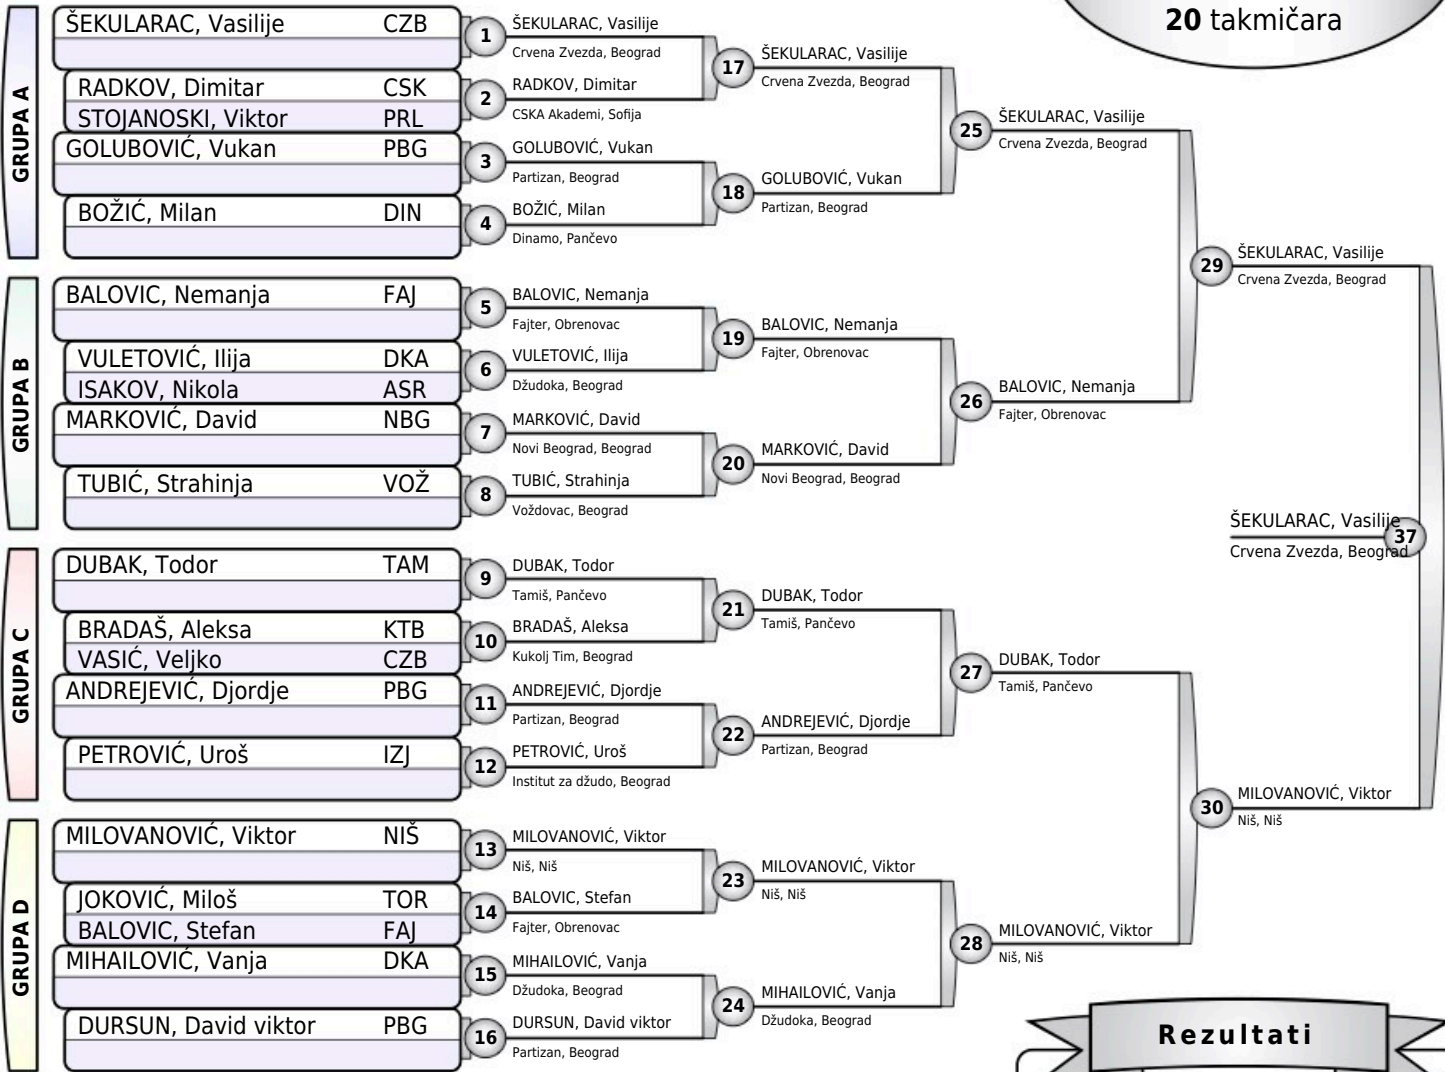 20 takmičara
GRUPA A
ŠEKULARAC, Vasilije CZB
RADKOV, Dimitar CSK
STOJANOSKI, Viktor PRL
GOLUBOVIĆ, Vukan PBG
BOŽIĆ, Milan DIN
GRUPA B
BALOVIC, Nemanja FAJ
VULETOVIĆ, Ilija DKA
ISAKOV, Nikola ASR
MARKOVIĆ, David NBG
TUBIĆ, Strahinja VOŽ
GRUPA C
DUBAK, Todor TAM
BRADAŠ, Aleksa KTB
VASIĆ, Veljko CZB
ANDREJEVIĆ, Djordje PBG
PETROVIĆ, Uroš IZJ
GRUPA D
MILOVANOVIĆ, Viktor NIŠ
JOKOVIĆ, Miloš TOR
BALOVIC, Stefan FAJ
MIHAILOVIĆ, Vanja DKA
DURSUN, David viktor PBG
1
ŠEKULARAC, Vasilije
Crvena Zvezda, Beograd
2
RADKOV, Dimitar
CSKA Akademi, Sofija
3
GOLUBOVIĆ, Vukan
Partizan, Beograd
4
BOŽIĆ, Milan
Dinamo, Pančevo
5
BALOVIC, Nemanja
Fajter, Obrenovac
6
VULETOVIĆ, Ilija
Džudoka, Beograd
7
MARKOVIĆ, David
Novi Beograd, Beograd
8
TUBIĆ, Strahinja
Voždovac, Beograd
9
DUBAK, Todor
Tamiš, Pančevo
10
BRADAŠ, Aleksa
Kukolj Tim, Beograd
11
ANDREJEVIĆ, Djordje
Partizan, Beograd
12
PETROVIĆ, Uroš
Institut za džudo, Beograd
13
MILOVANOVIĆ, Viktor
Niš, Niš
14
BALOVIC, Stefan
Fajter, Obrenovac
15
MIHAILOVIĆ, Vanja
Džudoka, Beograd
16
DURSUN, David viktor
Partizan, Beograd
17
ŠEKULARAC, Vasilije
Crvena Zvezda, Beograd
18
GOLUBOVIĆ, Vukan
Partizan, Beograd
19
BALOVIC, Nemanja
Fajter, Obrenovac
20
MARKOVIĆ, David
Novi Beograd, Beograd
21
DUBAK, Todor
Tamiš, Pančevo
22
ANDREJEVIĆ, Djordje
Partizan, Beograd
23
MILOVANOVIĆ, Viktor
Niš, Niš
24
MIHAILOVIĆ, Vanja
Džudoka, Beograd
25
ŠEKULARAC, Vasilije
Crvena Zvezda, Beograd
26
BALOVIC, Nemanja
Fajter, Obrenovac
27
DUBAK, Todor
Tamiš, Pančevo
28
MILOVANOVIĆ, Viktor
Niš, Niš
29
ŠEKULARAC, Vasilije
Crvena Zvezda, Beograd
30
MILOVANOVIĆ, Viktor
Niš, Niš
37
ŠEKULARAC, Vasilije
Crvena Zvezda, Beograd
Rezultati